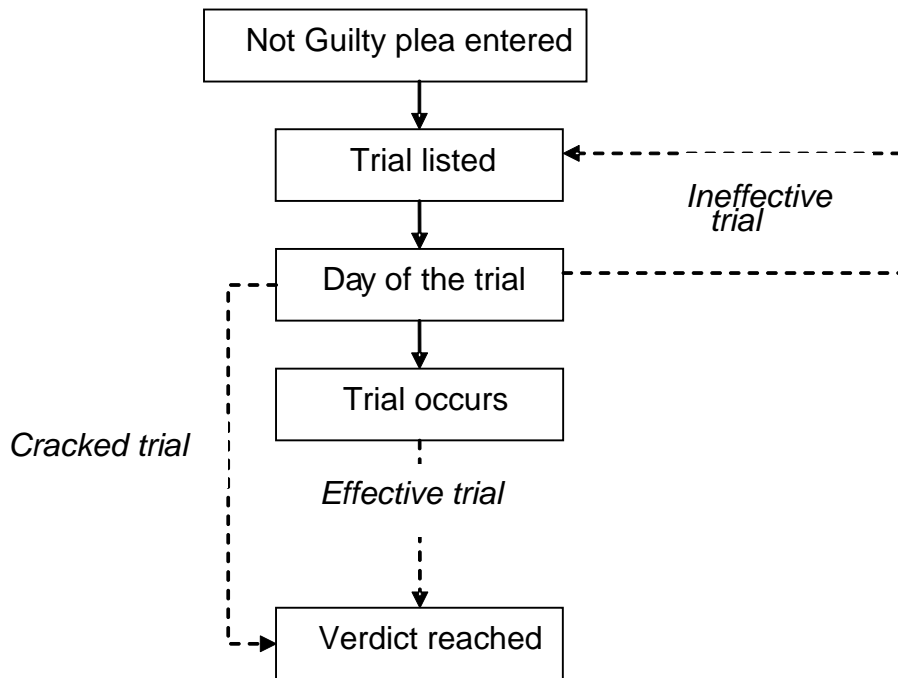 Not Guilty plea entered
Trial listed
Ineffective
trial
Day of the trial
Trial occurs
Cracked trial
Effective trial
Verdict reached